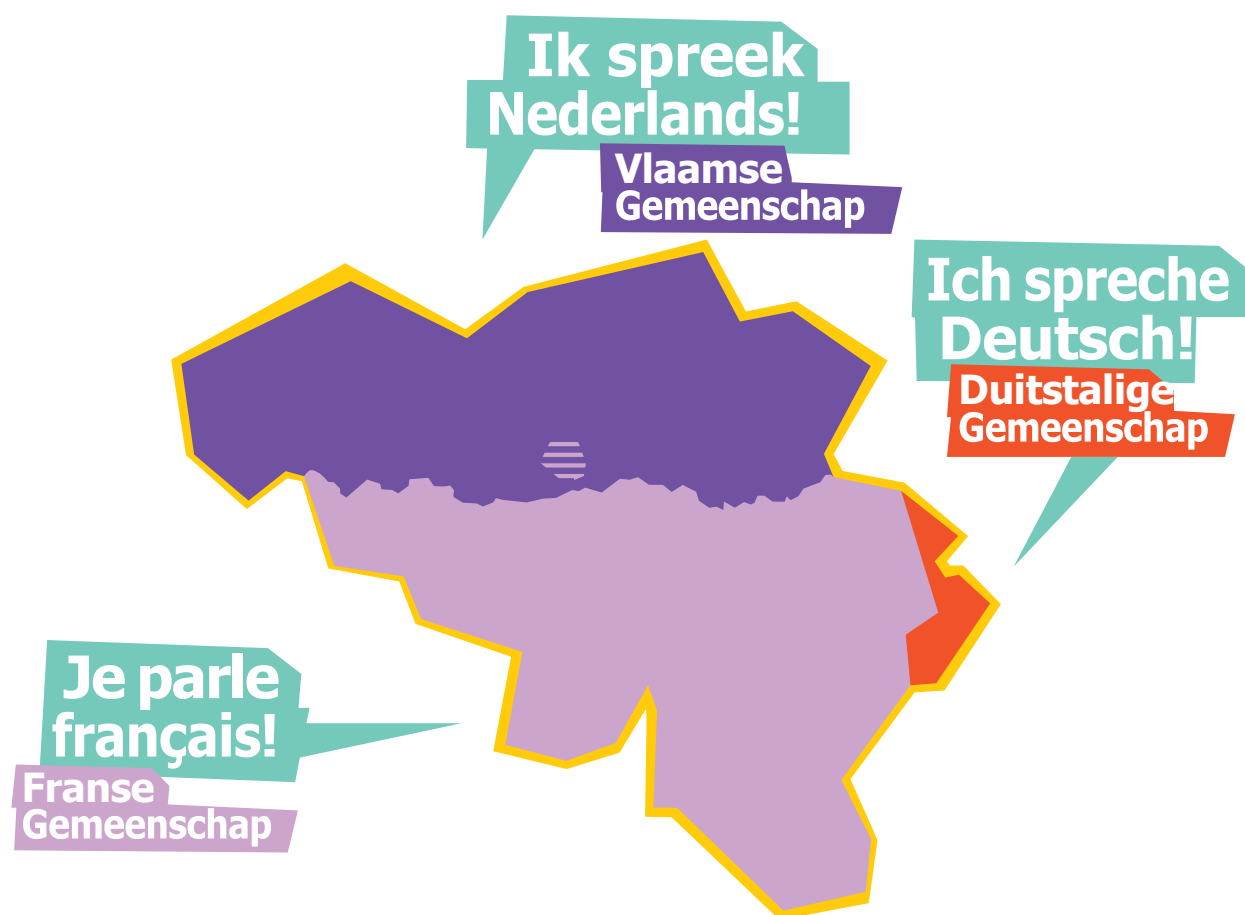 Ik spreek
Nederlands!
Vlaamse
Gemeenschap
Ich spreche
Deutsch!
Duitstalige
Gemeenschap
Je parle
français!
Franse
Gemeenschap